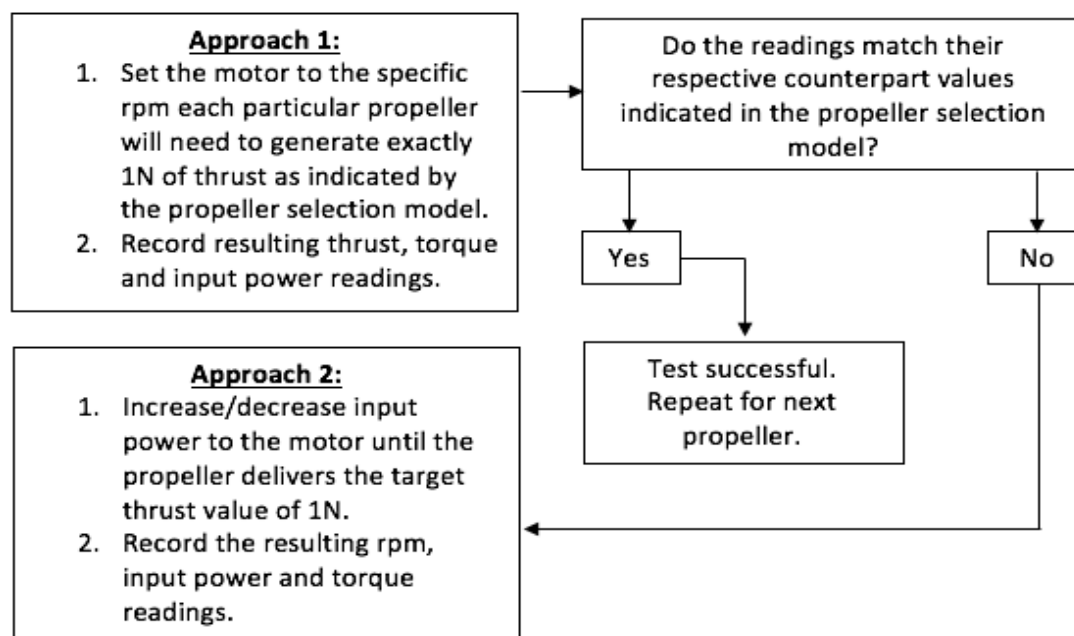 Approach 1:
1. Set the motor to the specific
rpm each particular propeller
will need to generate exactly
1N of thrust as indicated by
the propeller selection model.
2. Record resulting thrust, torque
and input power readings.
Do the readings match their
respective counterpart values
indicated in the propeller selection
model?
Yes
No
Test successful.
Repeat for next
propeller.
Approach 2:
1. Increase/decrease input
power to the motor until the
propeller delivers the target
thrust value of 1N.
2. Record the resulting rpm,
input power and torque
readings.